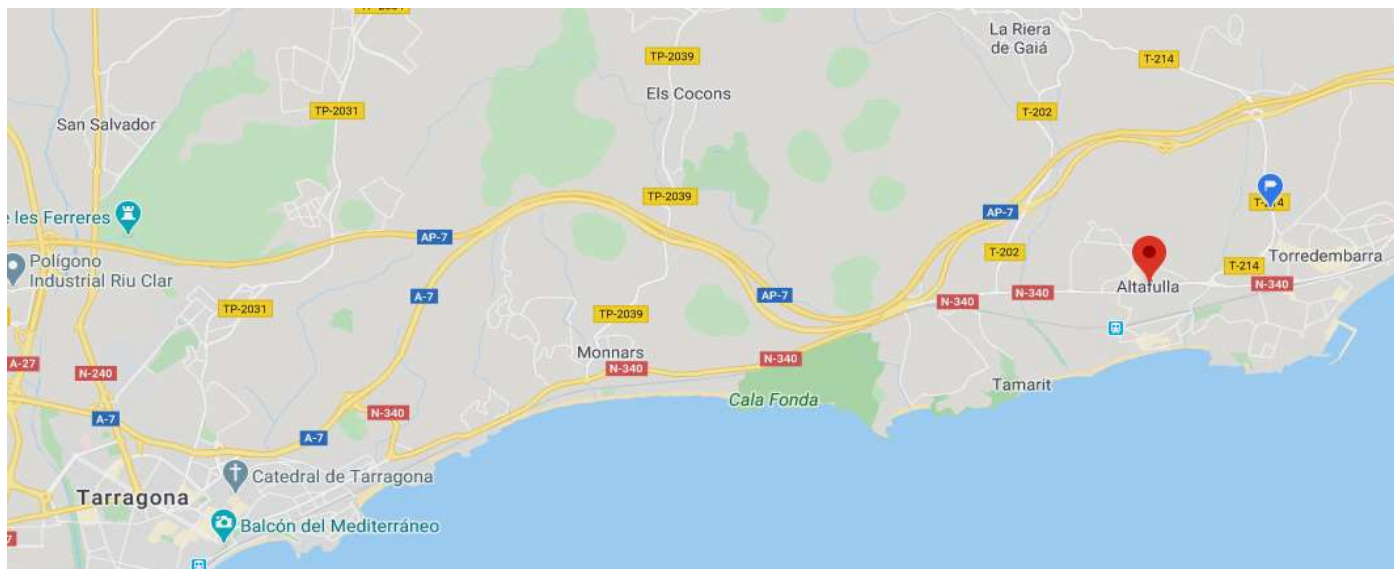 La Riera
de Gaiá
T-214
TP-2039
Els Cocons
TP-2031
T-202
San Salvador
TP-2039
T-214
e les Ferreres
AP-7
AP-7
T-202
T-214
Torredembarra
Polígono
Industrial Riu Clar
A-7
AP-7
N-340
N-340
Altafulla
N-340
TP-2031
TP-2039
Monnars
N-340
N-340
A-27
N-240
Tamarit
Cala Fonda
N-340
A-7
A-7
Catedral de Tarragona
Tarragona
Balcón del Mediterráneo
7